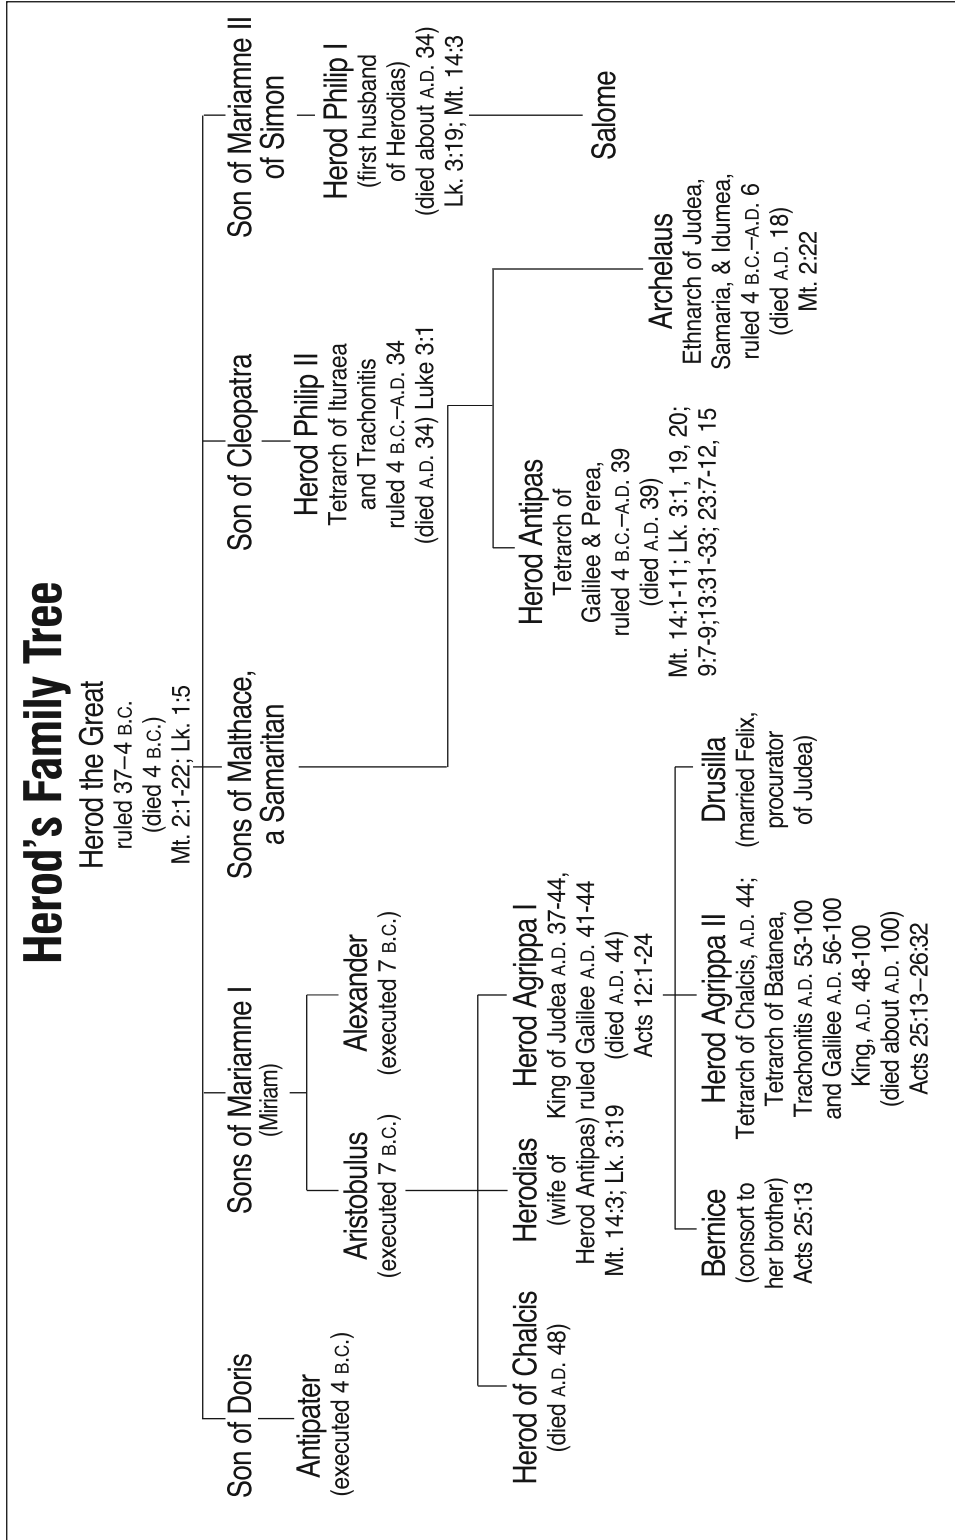 Herod's Family Tree
Herod the Great
ruled 37–4 B.C.
(died 4 B.C.)
Mt. 2:1-22; Lk. 1:5
Son of Doris
Antipater
(executed 4 B.C.)
Sons of Mariamne I
(Miriam)
Aristobulus
(executed 7 B.C.)
Alexander
(executed 7 B.C.)
Sons of Malthace,
a Samaritan
Son of Cleopatra
Herod Philip II
Tetrarch of Ituraea
and Trachonitis
ruled 4 B.C.–A.D. 34
(died A.D. 34) Luke 3:1
Son of Mariamne II
of Simon
Herod Philip I
(first husband
of Herodias)
(died about A.D. 34)
Lk. 3:19; Mt. 14:3
Herod of Chalcis
(died A.D. 48)
Herodias
(wife of
Herod Antipas)
Mt. 14:3; Lk. 3:19
Herod Agrippa I
King of Judea A.D. 37-44,
ruled Galilee A.D. 41-44
(died A.D. 44)
Acts 12:1-24
Herod Antipas
Tetrarch of
Galilee & Perea,
ruled 4 B.C.–A.D. 39
(died A.D. 39)
Mt. 14:1-11; Lk. 3:1, 19, 20;
9:7-9;13:31-33; 23:7-12, 15
Archelaus
Ethnarch of Judea,
Samaria, & Idumea,
ruled 4 B.C.–A.D. 6
(died A.D. 18)
Mt. 2:22
Salome
Bernice
(consort to
her brother)
Acts 25:13
Herod Agrippa II
Tetrarch of Chalcis, A.D. 44;
Tetrarch of Batanea,
Trachonitis A.D. 53-100
and Galilee A.D. 56-100
King, A.D. 48-100
(died about A.D. 100)
Acts 25:13–26:32
Drusilla
(married Felix,
procurator
of Judea)